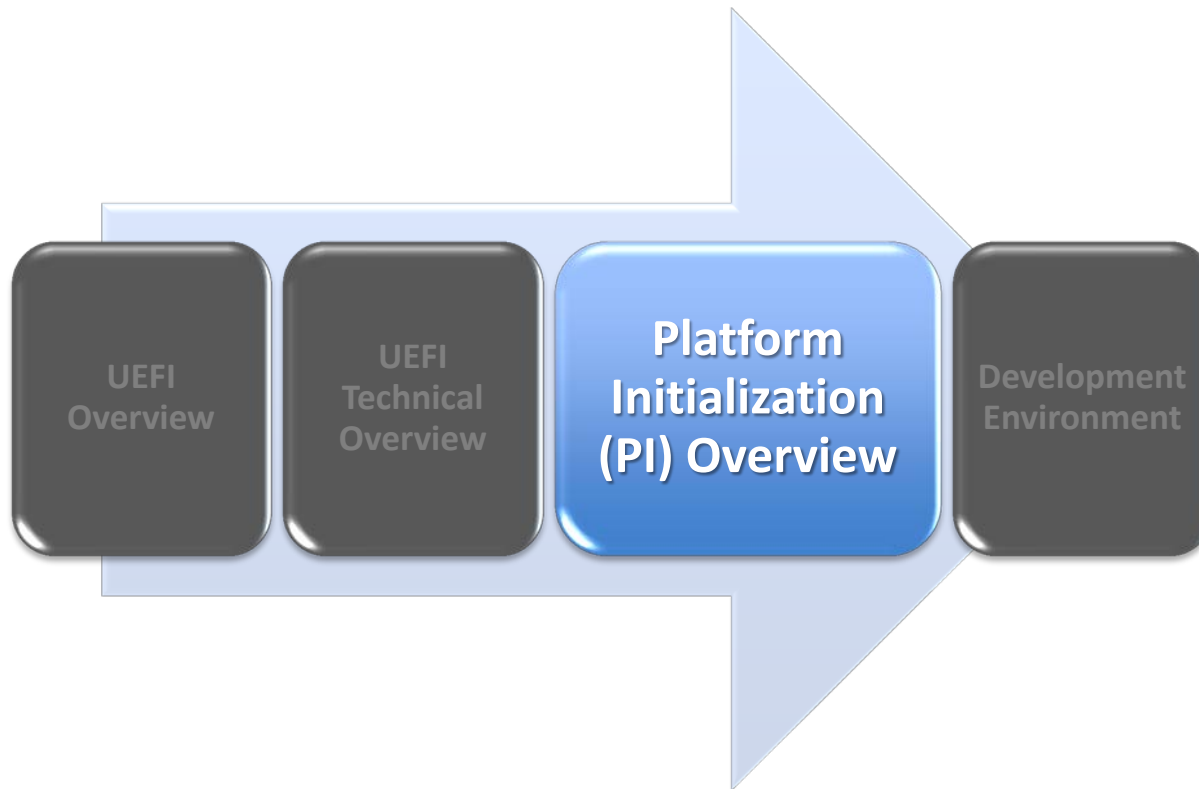 UEFI
Overview
UEFI
Technical
Overview
Platform
Initialization
(PI) Overview
Development
Environment